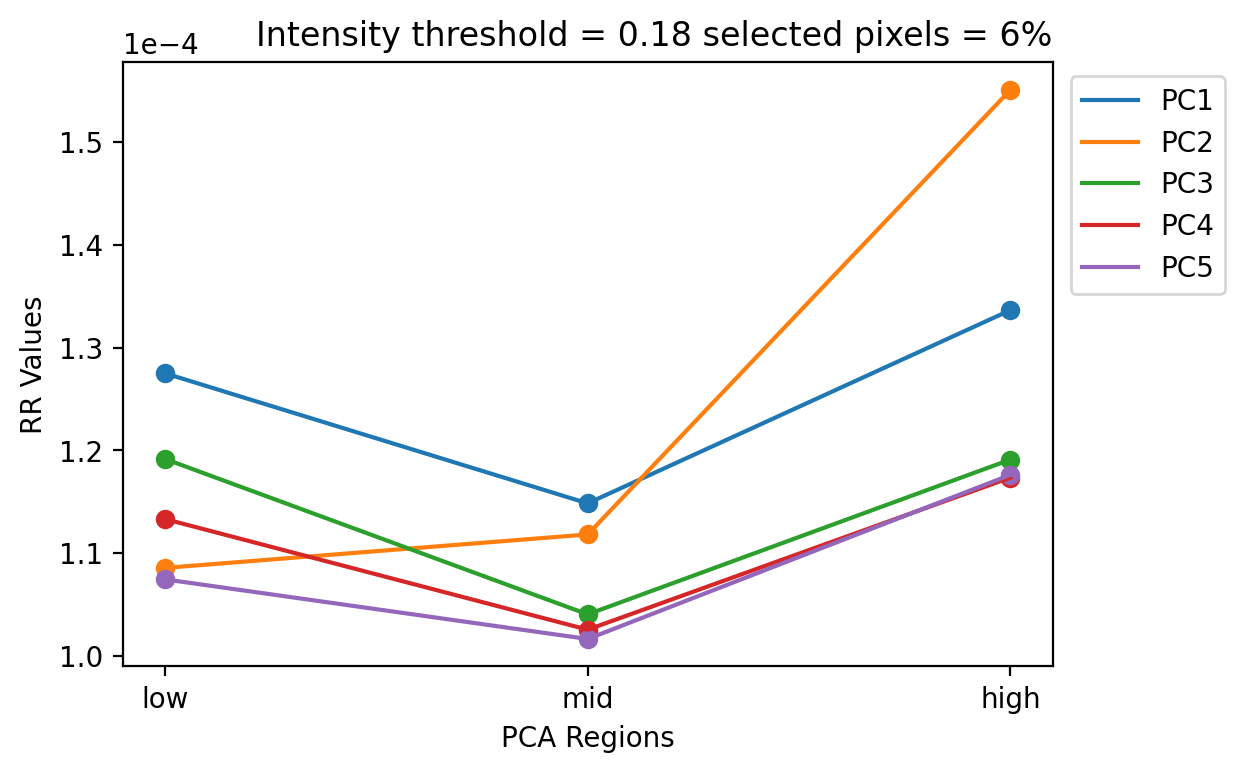 Intensity threshold = 0.18 selected pixels = 6%
1e−4
1.5
1.4
1.3
1.2
1.1
1.0
RR Values
low mid high
PCA Regions
PC1
PC2
PC3
PC4
PC5